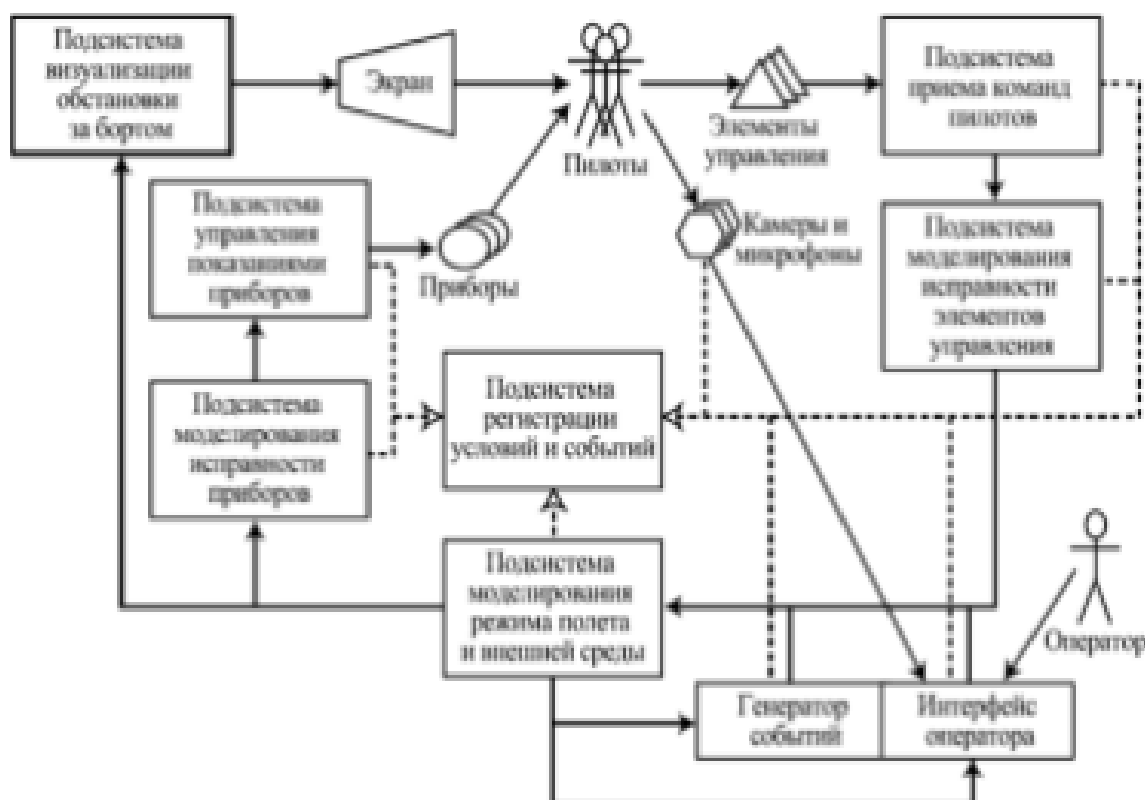 Подсистема
визуализации
обстановки
за бортом
Экран
Пилоты
Элементы
управления
Подсистема
приема команд
пилотов
Подсистема
управления
показаниями
приборов
Приборы
Камеры и
микрофоны
Подсистема
моделирования
исправности
элементов
управления
Подсистема
моделирования
исправности
приборов
Подсистема
регистрации
условий и событий
Подсистема
моделирования
режима полета
и внешней среды
Оператор
Генератор
событий
Интерфейс
оператора